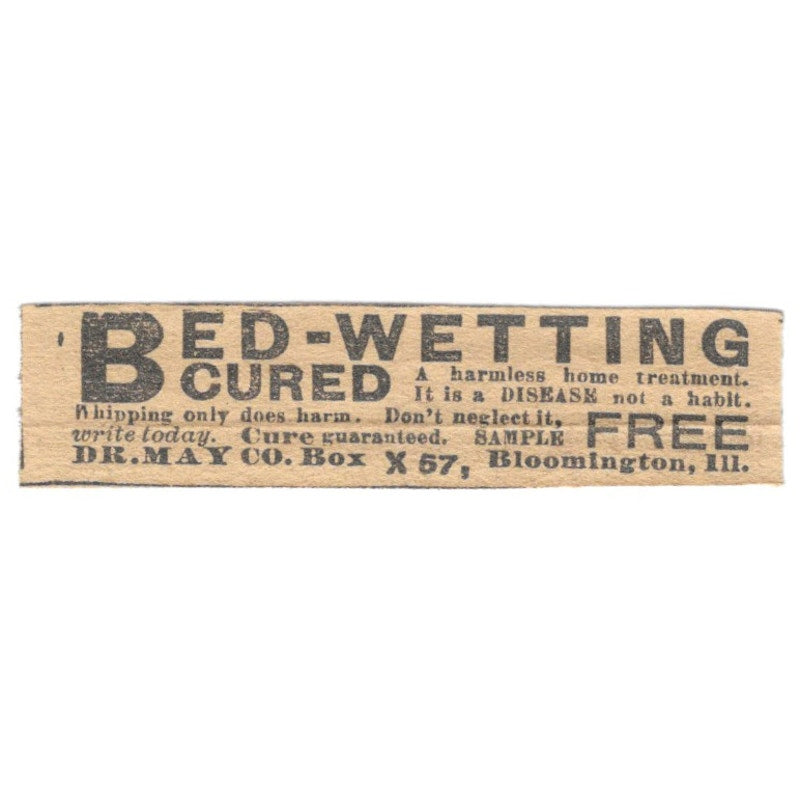 BED-WETTING
CURED A harmless home treatment.
It is a DISEASE not a habit.
Whipping only does harm. Don't neglect it,
write today. Cure guaranteed. SAMPLE FREE
DR. MAY CO. Box X 57, Bloomington, Ill.